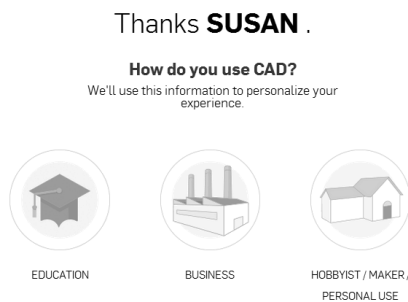 Thanks SUSAN .
How do you use CAD?
We'll use this information to personalize your
experience.
EDUCATION
BUSINESS
HOBBYIST / MAKER /
PERSONAL USE